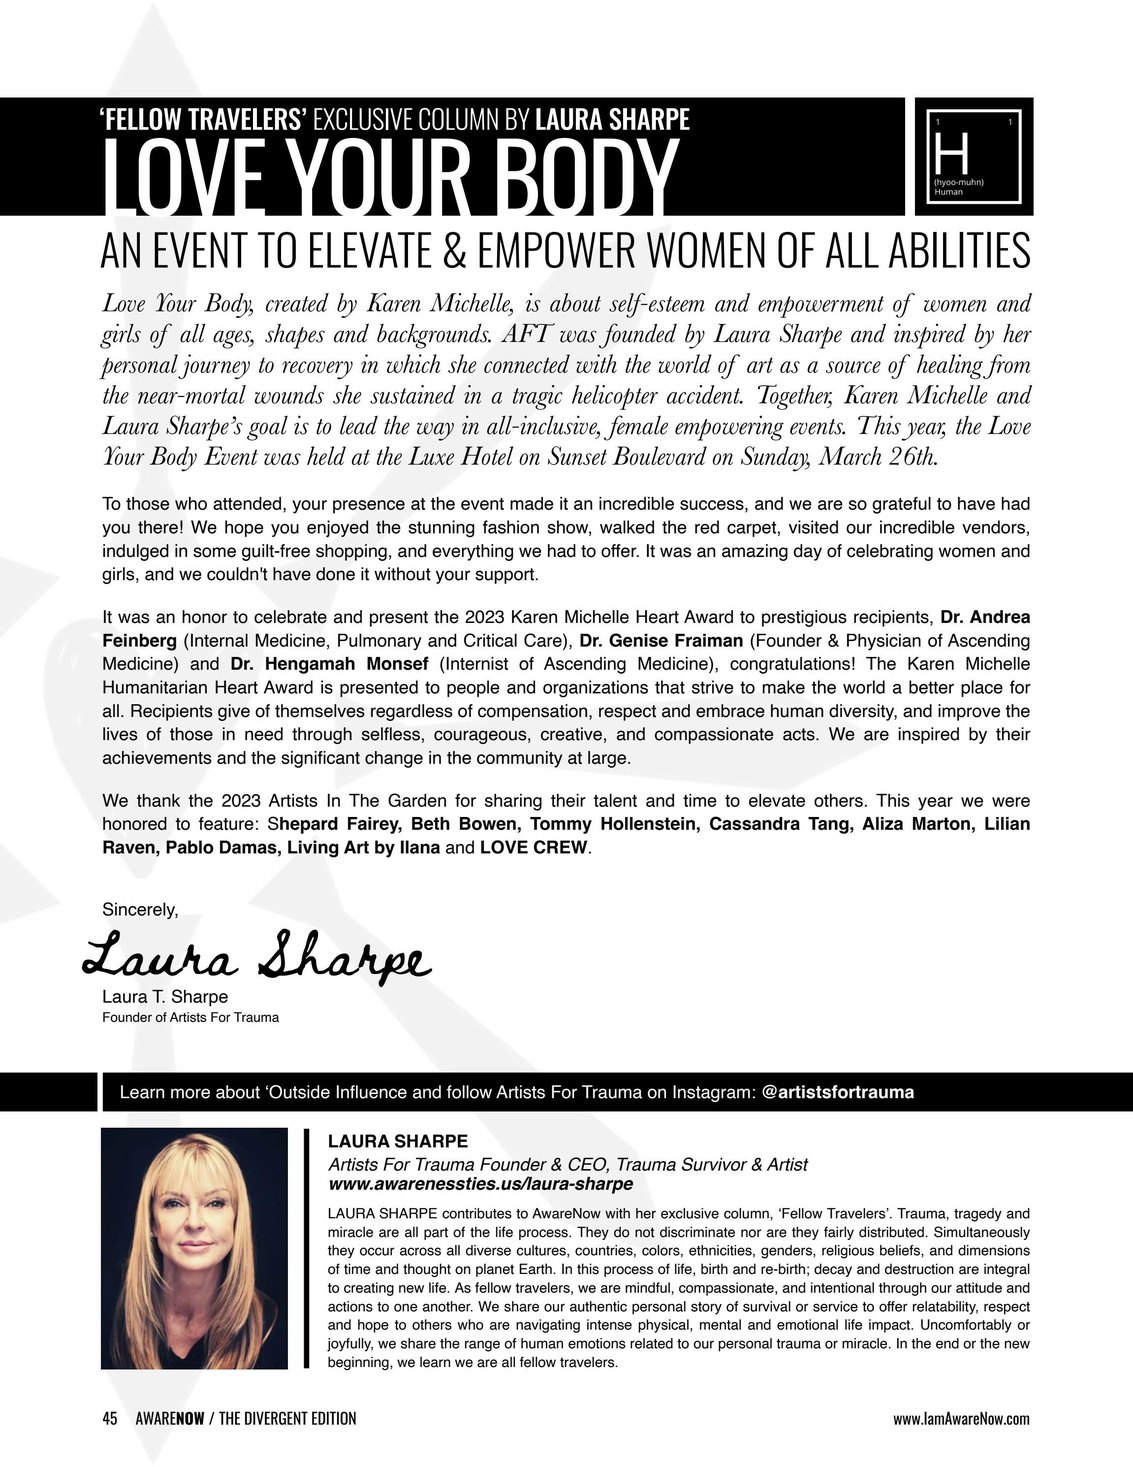 ‘FELLOW TRAVELERS’ EXCLUSIVE COLUMN BY LAURA SHARPE
LOVE YOUR BODY
1 1
H
(hyoo-muhn)
Human
AN EVENT TO ELEVATE & EMPOWER WOMEN OF ALL ABILITIES
Love Your Body, created by Karen Michelle, is about self-esteem and empowerment of women and
girls of all ages, shapes and backgrounds. AFT was founded by Laura Sharpe and inspired by her
personal journey to recovery in which she connected with the world of art as a source of healing from
the near-mortal wounds she sustained in a tragic helicopter accident. Together, Karen Michelle and
Laura Sharpe’s goal is to lead the way in all-inclusive, female empowering events. This year, the Love
Your Body Event was held at the Luxe Hotel on Sunset Boulevard on Sunday, March 26th.
To those who attended, your presence at the event made it an incredible success, and we are so grateful to have had
you there! We hope you enjoyed the stunning fashion show, walked the red carpet, visited our incredible vendors,
indulged in some guilt-free shopping, and everything we had to offer. It was an amazing day of celebrating women and
girls, and we couldn't have done it without your support.
It was an honor to celebrate and present the 2023 Karen Michelle Heart Award to prestigious recipients, Dr. Andrea
Feinberg (Internal Medicine, Pulmonary and Critical Care), Dr. Genise Fraiman (Founder & Physician of Ascending
Medicine) and Dr. Hengamah Monsef (Internist of Ascending Medicine), congratulations! The Karen Michelle
Humanitarian Heart Award is presented to people and organizations that strive to make the world a better place for
all. Recipients give of themselves regardless of compensation, respect and embrace human diversity, and improve the
lives of those in need through selfless, courageous, creative, and compassionate acts. We are inspired by their
achievements and the significant change in the community at large.
We thank the 2023 Artists In The Garden for sharing their talent and time to elevate others. This year we were
honored to feature: Shepard Fairey, Beth Bowen, Tommy Hollenstein, Cassandra Tang, Aliza Marton, Lilian
Raven, Pablo Damas, Living Art by Ilana and LOVE CREW.
Sincerely,
Laura Sharpe
Laura T. Sharpe
Founder of Artists For Trauma
Learn more about ‘Outside Influence and follow Artists For Trauma on Instagram: @artistsfortrauma
LAURA SHARPE
Artists For Trauma Founder & CEO, Trauma Survivor & Artist
www.awarenessties.us/laura-sharpe
LAURA SHARPE contributes to AwareNow with her exclusive column, ‘Fellow Travelers’. Trauma, tragedy and
miracle are all part of the life process. They do not discriminate nor are they fairly distributed. Simultaneously
they occur across all diverse cultures, countries, colors, ethnicities, genders, religious beliefs, and dimensions
of time and thought on planet Earth. In this process of life, birth and re-birth; decay and destruction are integral
to creating new life. As fellow travelers, we are mindful, compassionate, and intentional through our attitude and
actions to one another. We share our authentic personal story of survival or service to offer relatability, respect
and hope to others who are navigating intense physical, mental and emotional life impact. Uncomfortably or
joyfully, we share the range of human emotions related to our personal trauma or miracle. In the end or the new
beginning, we learn we are all fellow travelers.
45 AWARENOW / THE DIVERGENT EDITION
www.IamAwareNow.com